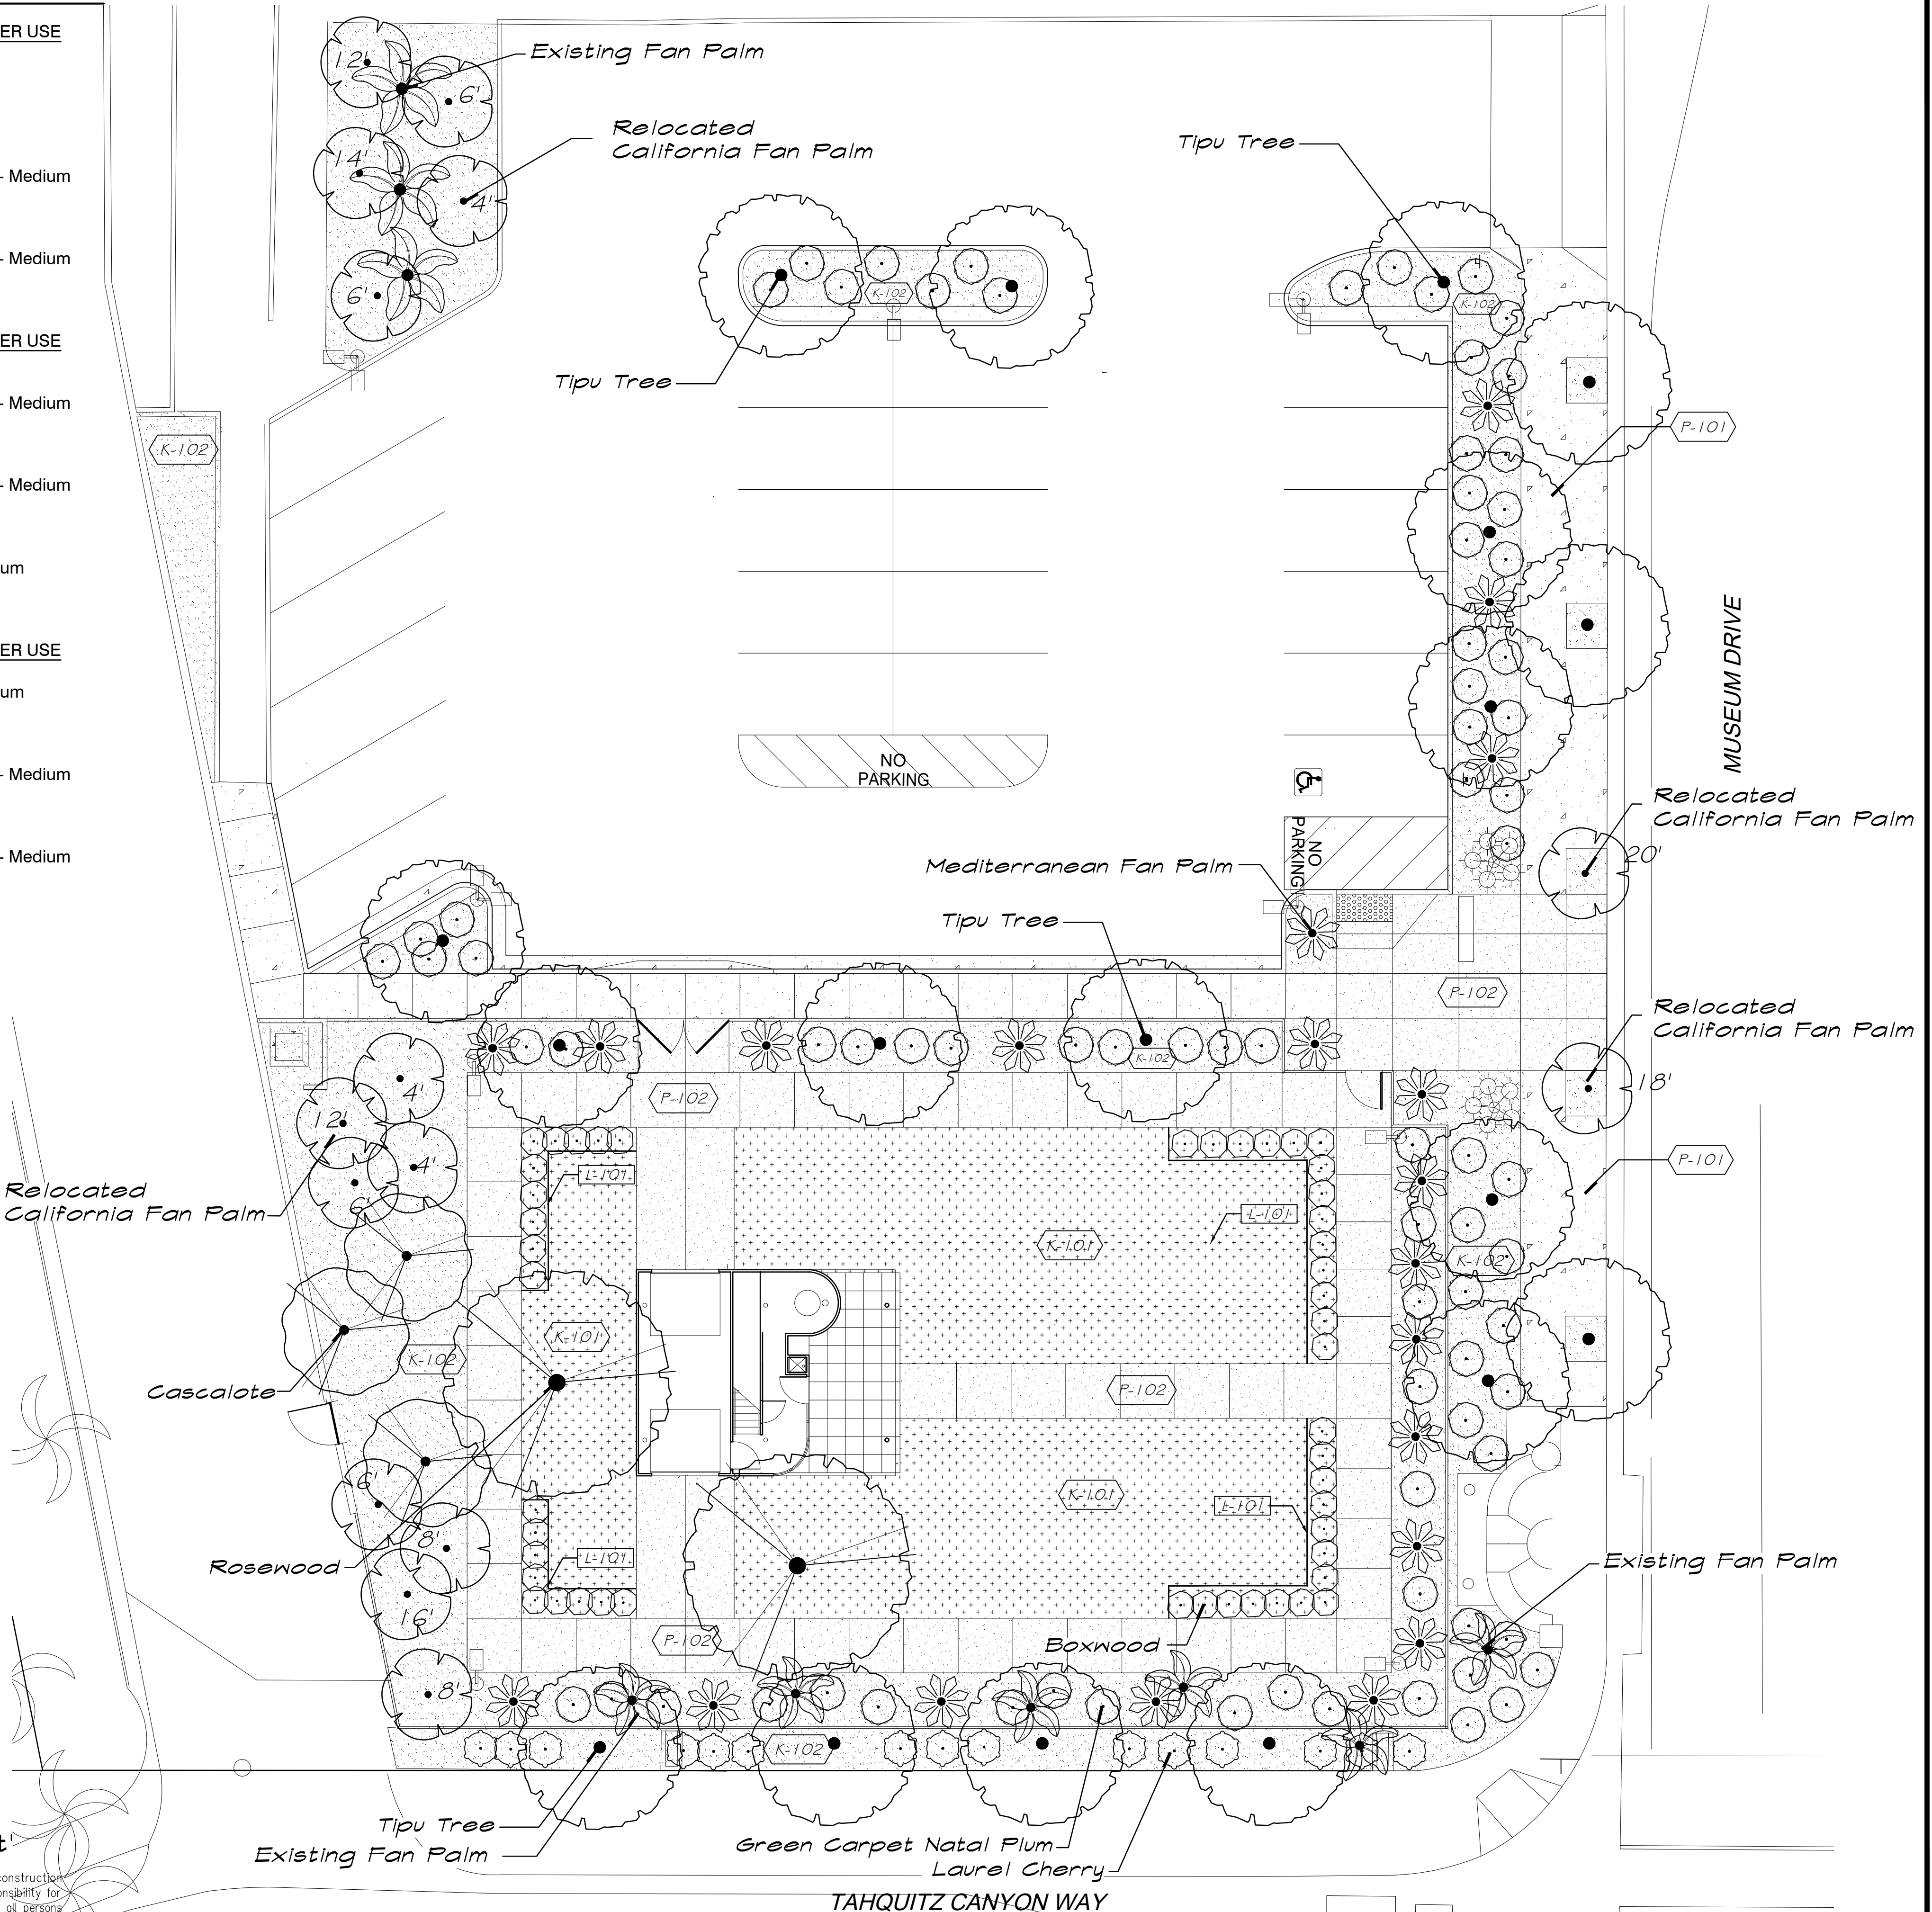 ER USE
- Medium
- Medium
ER USE
- Medium
- Medium
um
ER USE
um
- Medium
- Medium
t'
construction
nsibility for
all persons
12'
6'
14'
4'
6'
Existing Fan Palm
Relocated
California Fan Palm
Tipu Tree
Tipu Tree
K-102
K-102
K-102
P-101
NO
PARKING
NO
PARKING
MUSEUM DRIVE
Relocated
California Fan Palm
20'
Mediterranean Fan Palm
Tipu Tree
P-102
Relocated
California Fan Palm
18'
K-102
P-102
4'
12'
4'
6'
L-101
L-101
K-101
P-101
K-102
Relocated
California Fan Palm
K-101
K-102
Cascalote
P-102
6'
8'
16'
8'
Rosewood
L-101
K-101
L-101
Existing Fan Palm
P-102
Boxwood
K-102
Tipu Tree
Existing Fan Palm
Green Carpet Natal Plum
Laurel Cherry
TAHQUITZ CANYON WAY